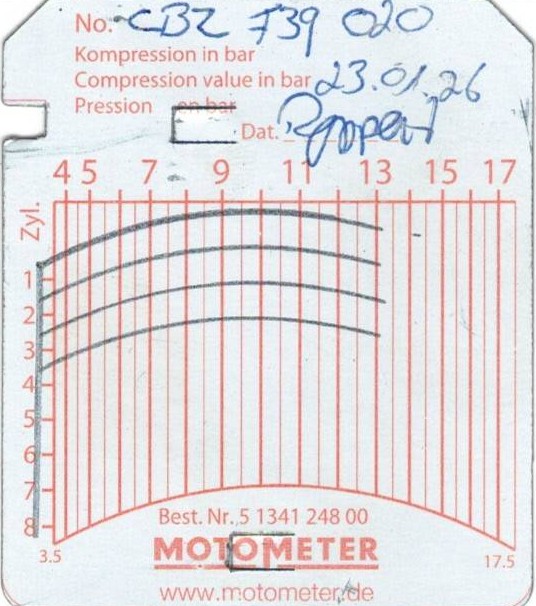 No. CBZ 739 020
Kompression in bar
Compression value in bar 23.01.26
Pression en bar
Dat.
4 5 7 9 11 13 15 17
Zyl.
1
2
3
4
5
6
7
8
3.5
17.5
Best. Nr. 5 1341 248 00
MOTOMETER
www.motometer.de